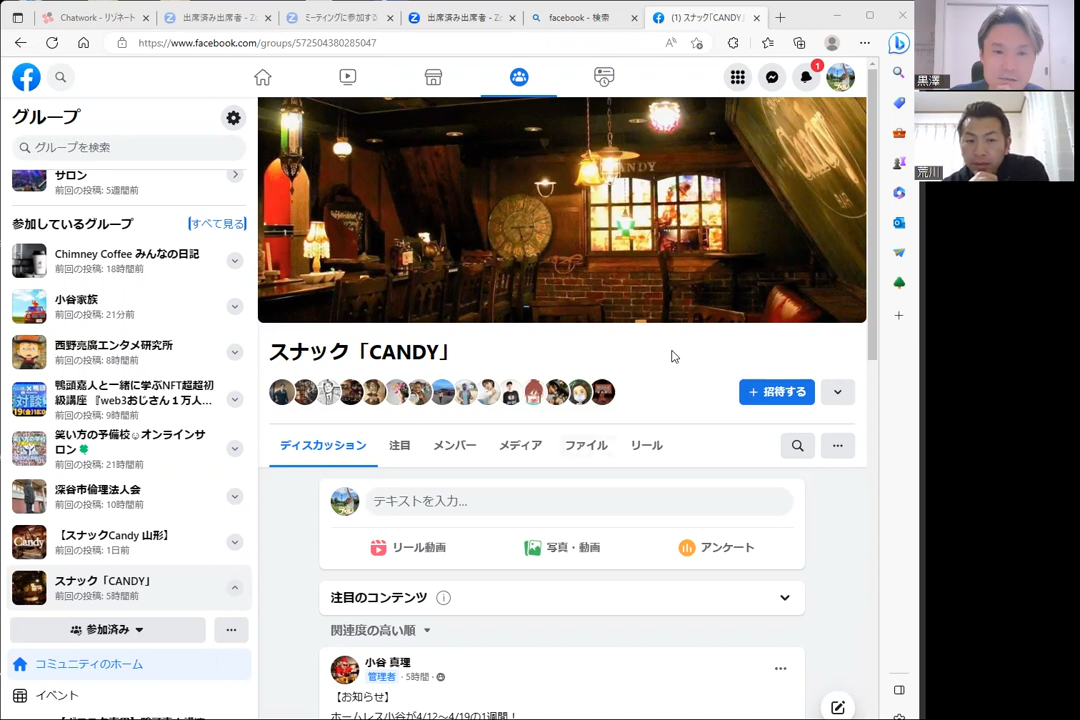 Chatwork - リゾネート
出席済み出席者 - Zo
ミーティングに参加する
出席済み出席者 - Zo
facebook - 検索
(1) スナック「CANDY」
https://www.facebook.com/groups/572504380285047
黒澤
荒川
1
グループ
グループを検索
サロン
前回の投稿: 5週間前
参加しているグループ
すべて見る
Chimney Coffee みんなの日記
前回の投稿: 18時間前
小谷家族
前回の投稿: 21分前
西野亮廣エンタメ研究所
前回の投稿: 8時間前
鴨頭嘉人と一緒に学ぶNFT超超初
級講座 『web3おじさん１万人...
前回の投稿: 9時間前
笑い方の予備校☺オンラインサ
ロン🍀
前回の投稿: 21時間前
深谷市倫理法人会
前回の投稿: 10時間前
【スナックCandy 山形】
前回の投稿: 1日前
スナック「CANDY」
前回の投稿: 5時間前
参加済み
コミュニティのホーム
イベント
CANDY
スナック「CANDY」
+ 招待する
ディスカッション 注目 メンバー メディア ファイル リール
テキストを入力...
リール動画 写真・動画 アンケート
注目のコンテンツ
関連度の高い順
小谷 真理
管理者 · 5時間 ·
【お知らせ】
ホームレス小谷が4/12〜4/19の1週間！